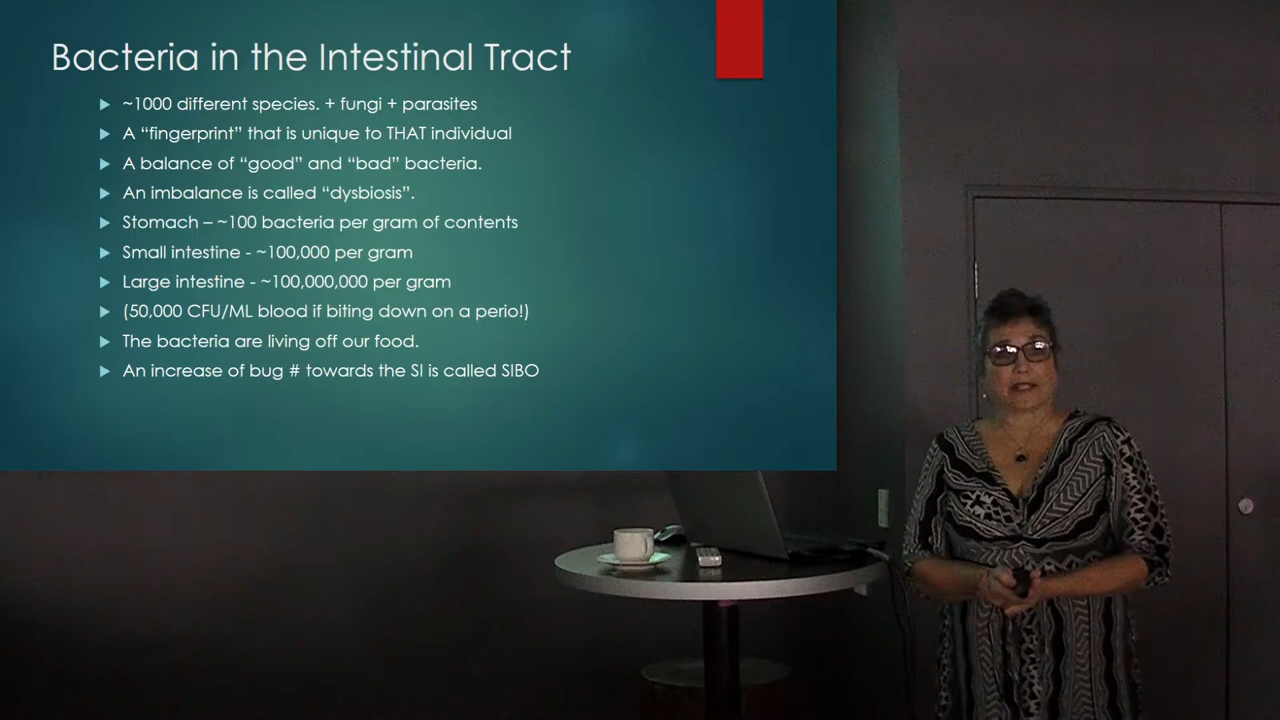 Bacteria in the Intestinal Tract
~1000 different species. + fungi + parasites
A “fingerprint” that is unique to THAT individual
A balance of “good” and “bad” bacteria.
An imbalance is called “dysbiosis”.
Stomach – ~100 bacteria per gram of contents
Small intestine - ~100,000 per gram
Large intestine - ~100,000,000 per gram
(50,000 CFU/ML blood if biting down on a perio!)
The bacteria are living off our food.
An increase of bug # towards the SI is called SIBO